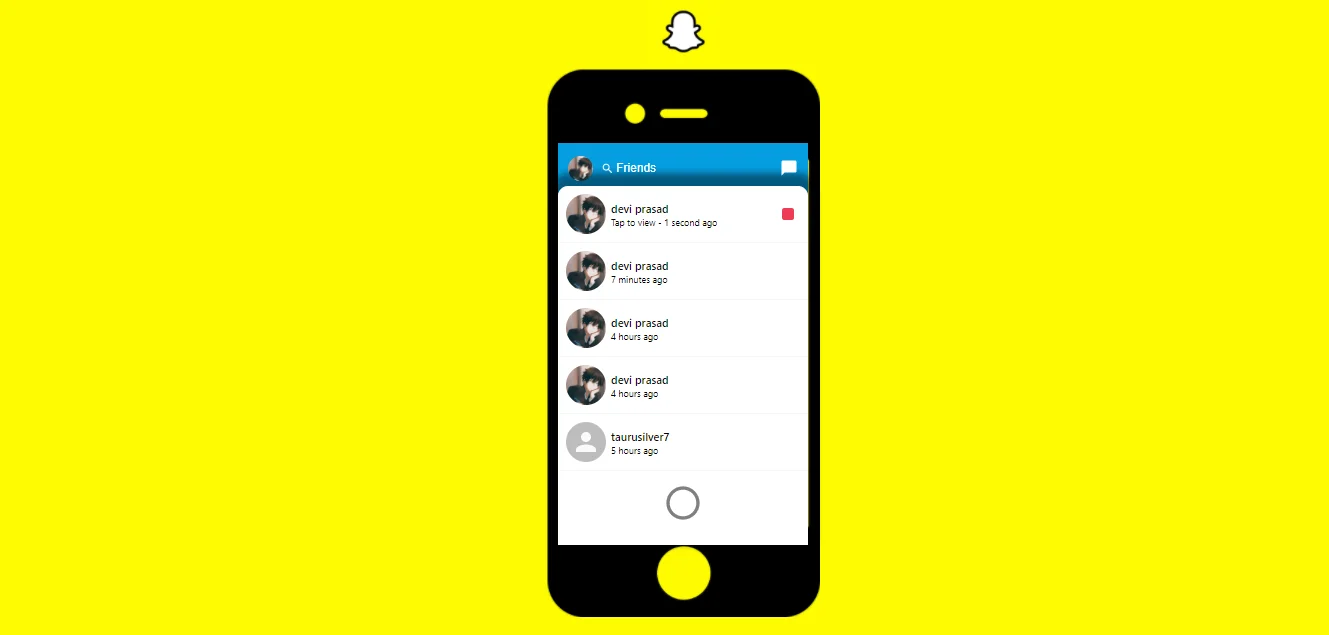 Friends
devi prasad
Tap to view - 1 second ago
devi prasad
7 minutes ago
devi prasad
4 hours ago
devi prasad
4 hours ago
taurusilver7
5 hours ago